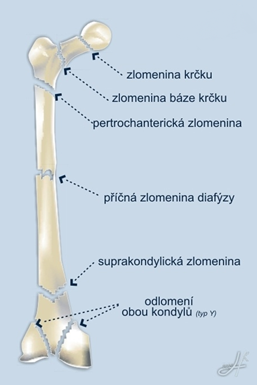 zlomenina krčku
zlomenina báze krčku
pertrochanterická zlomenina
příčná zlomenina diafýzy
suprakondylická zlomenina
odlomení
obou kondylů (typ Y)